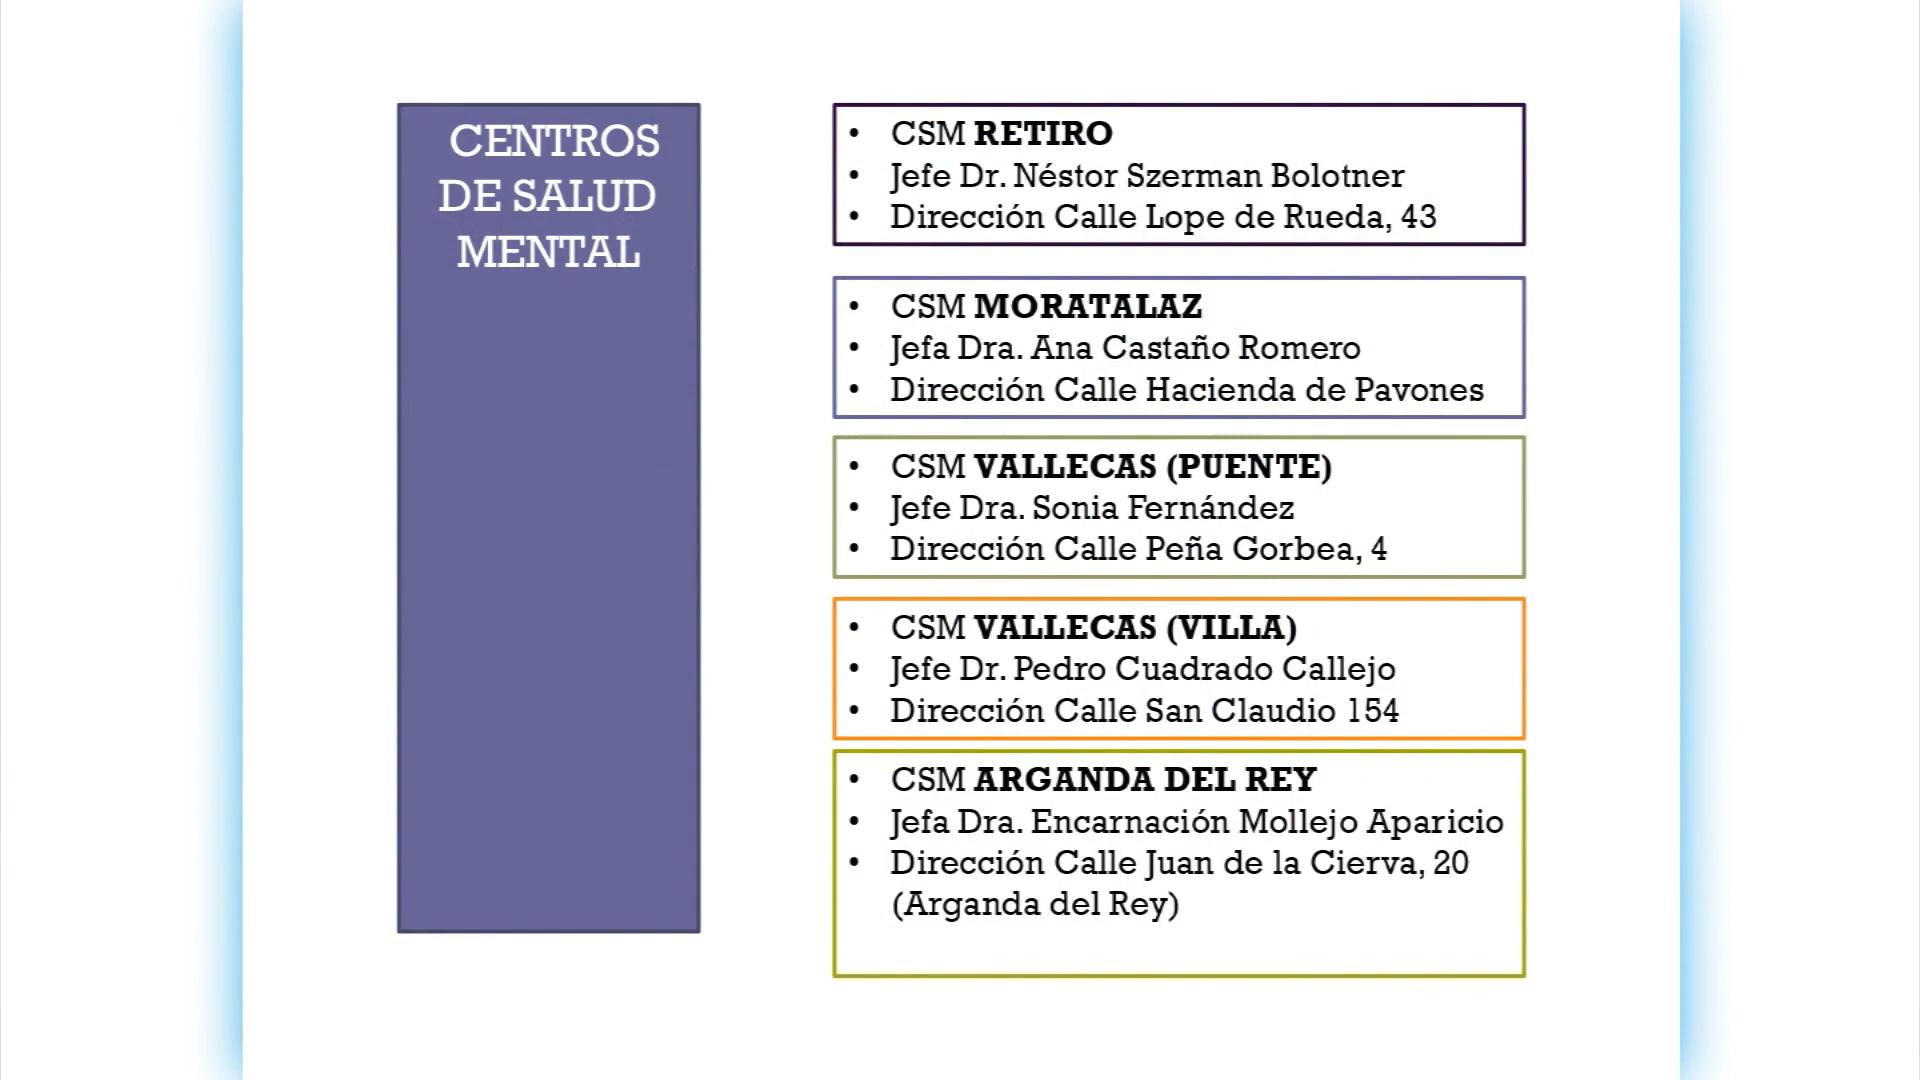 CENTROS
DE SALUD
MENTAL
• CSM RETIRO
• Jefe Dr. Néstor Szerman Bolotner
• Dirección Calle Lope de Rueda, 43
• CSM MORATALAZ
• Jefa Dra. Ana Castaño Romero
• Dirección Calle Hacienda de Pavones
• CSM VALLECAS (PUENTE)
• Jefe Dra. Sonia Fernández
• Dirección Calle Peña Gorbea, 4
• CSM VALLECAS (VILLA)
• Jefe Dr. Pedro Cuadrado Callejo
• Dirección Calle San Claudio 154
• CSM ARGANDA DEL REY
• Jefa Dra. Encarnación Mollejo Aparicio
• Dirección Calle Juan de la Cierva, 20
(Arganda del Rey)